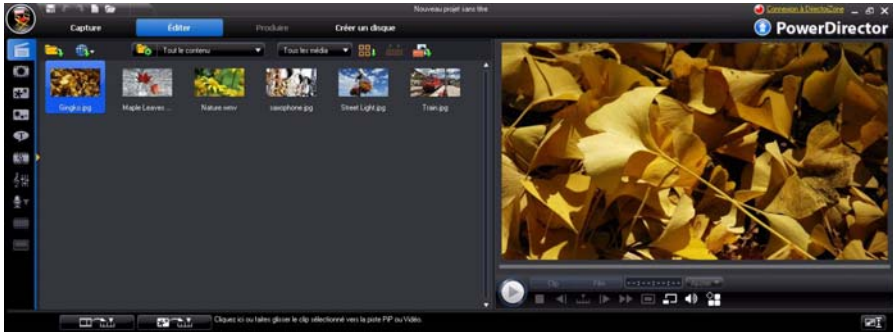 Nouveau projet sans titre
Connexion à DirectorZone
Capture
Éditer
Produire
Créer un disque
PowerDirector
Tout le contenu
Tous les média
Gingko.jpg
Maple Leaves ...
Nature.wmv
saxophone.jpg
Street Light.jpg
Train.jpg
Clip
Film
--:--:--:--
Ajuster
Cliquez ici ou faites glisser le clip sélectionné vers la piste PiP ou Vidéo.